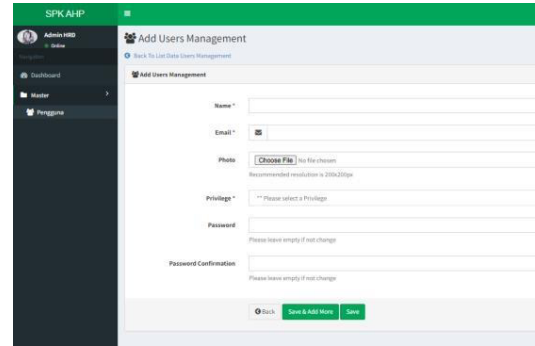 SPK AHP
Admin HRD
Online
Navigation
Dashboard
Master
Pengguna
Add Users Management
Back To List Data Users Management
Add Users Management
Name *
Email *
Photo
Choose File No file chosen
Recommended resolution is 200x200px
Privilege *
** Please select a Privilege
Password
Please leave empty if not change
Password Confirmation
Please leave empty if not change
Back
Save & Add More
Save